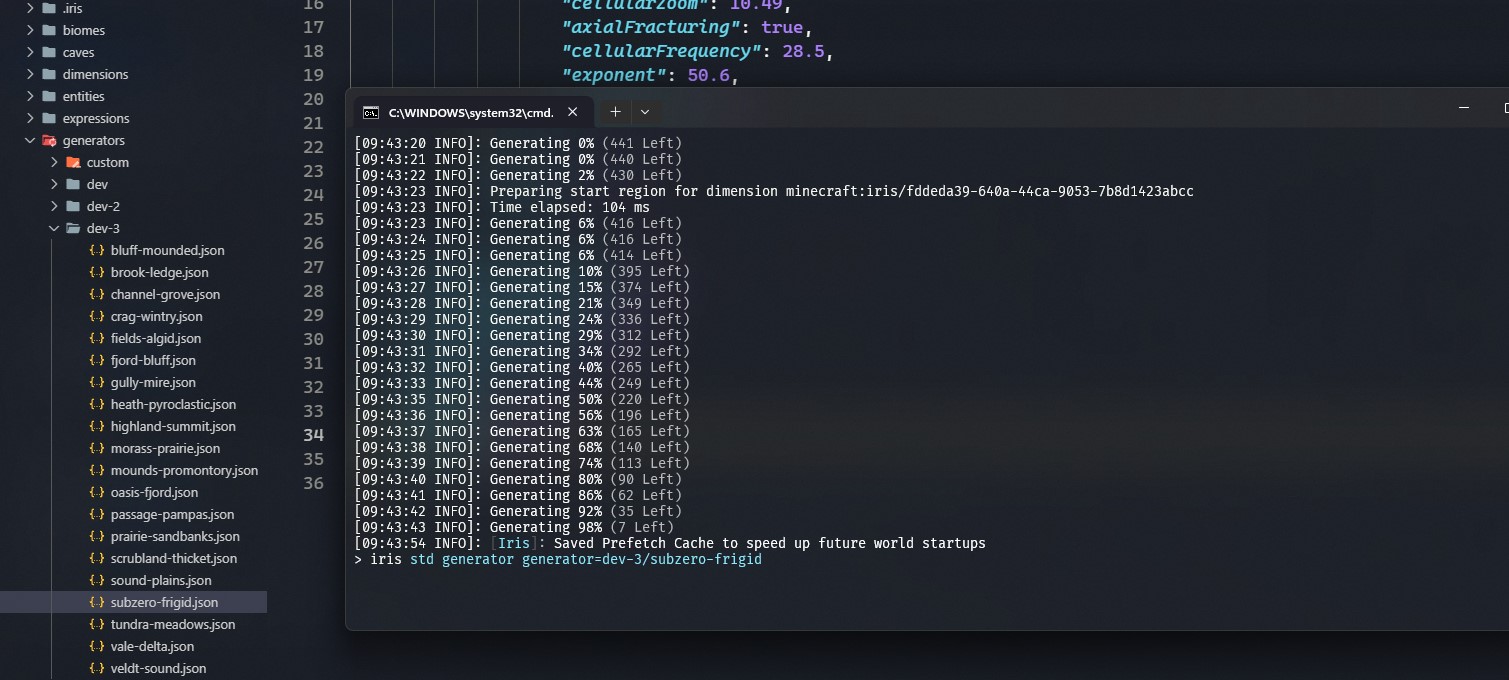 .iris
biomes
caves
dimensions
entities
expressions
generators
custom
dev
dev-2
dev-3
bluff-mounded.json
brook-ledge.json
channel-grove.json
crag-wintry.json
fields-algid.json
fjord-bluff.json
gully-mire.json
heath-pyroclastic.json
highland-summit.json
morass-prairie.json
mounds-promontory.json
oasis-fjord.json
passage-pampas.json
prairie-sandbanks.json
scrubland-thicket.json
sound-plains.json
subzero-frigid.json
tundra-meadows.json
vale-delta.json
veldt-sound.json
16 "cellularZoom": 10.49,
17 "axialFracturing": true,
18 "cellularFrequency": 28.5,
19 "exponent": 50.6,
20
21
22
23
24
25
26
27
28
29
30
31
32
33
34
35
36
C:\WINDOWS\system32\cmd.
[09:43:20 INFO]: Generating 0% (441 Left)
[09:43:21 INFO]: Generating 0% (440 Left)
[09:43:22 INFO]: Generating 2% (430 Left)
[09:43:23 INFO]: Preparing start region for dimension minecraft:iris/fddeda39-640a-44ca-9053-7b8d1423abcc
[09:43:23 INFO]: Time elapsed: 104 ms
[09:43:23 INFO]: Generating 6% (416 Left)
[09:43:24 INFO]: Generating 6% (416 Left)
[09:43:25 INFO]: Generating 6% (414 Left)
[09:43:26 INFO]: Generating 10% (395 Left)
[09:43:27 INFO]: Generating 15% (374 Left)
[09:43:28 INFO]: Generating 21% (349 Left)
[09:43:29 INFO]: Generating 24% (336 Left)
[09:43:30 INFO]: Generating 29% (312 Left)
[09:43:31 INFO]: Generating 34% (292 Left)
[09:43:32 INFO]: Generating 40% (265 Left)
[09:43:33 INFO]: Generating 44% (249 Left)
[09:43:35 INFO]: Generating 50% (220 Left)
[09:43:36 INFO]: Generating 56% (196 Left)
[09:43:37 INFO]: Generating 63% (165 Left)
[09:43:38 INFO]: Generating 68% (140 Left)
[09:43:39 INFO]: Generating 74% (113 Left)
[09:43:40 INFO]: Generating 80% (90 Left)
[09:43:41 INFO]: Generating 86% (62 Left)
[09:43:42 INFO]: Generating 92% (35 Left)
[09:43:43 INFO]: Generating 98% (7 Left)
[09:43:54 INFO]: [Iris]: Saved Prefetch Cache to speed up future world startups
> iris std generator generator=dev-3/subzero-frigid